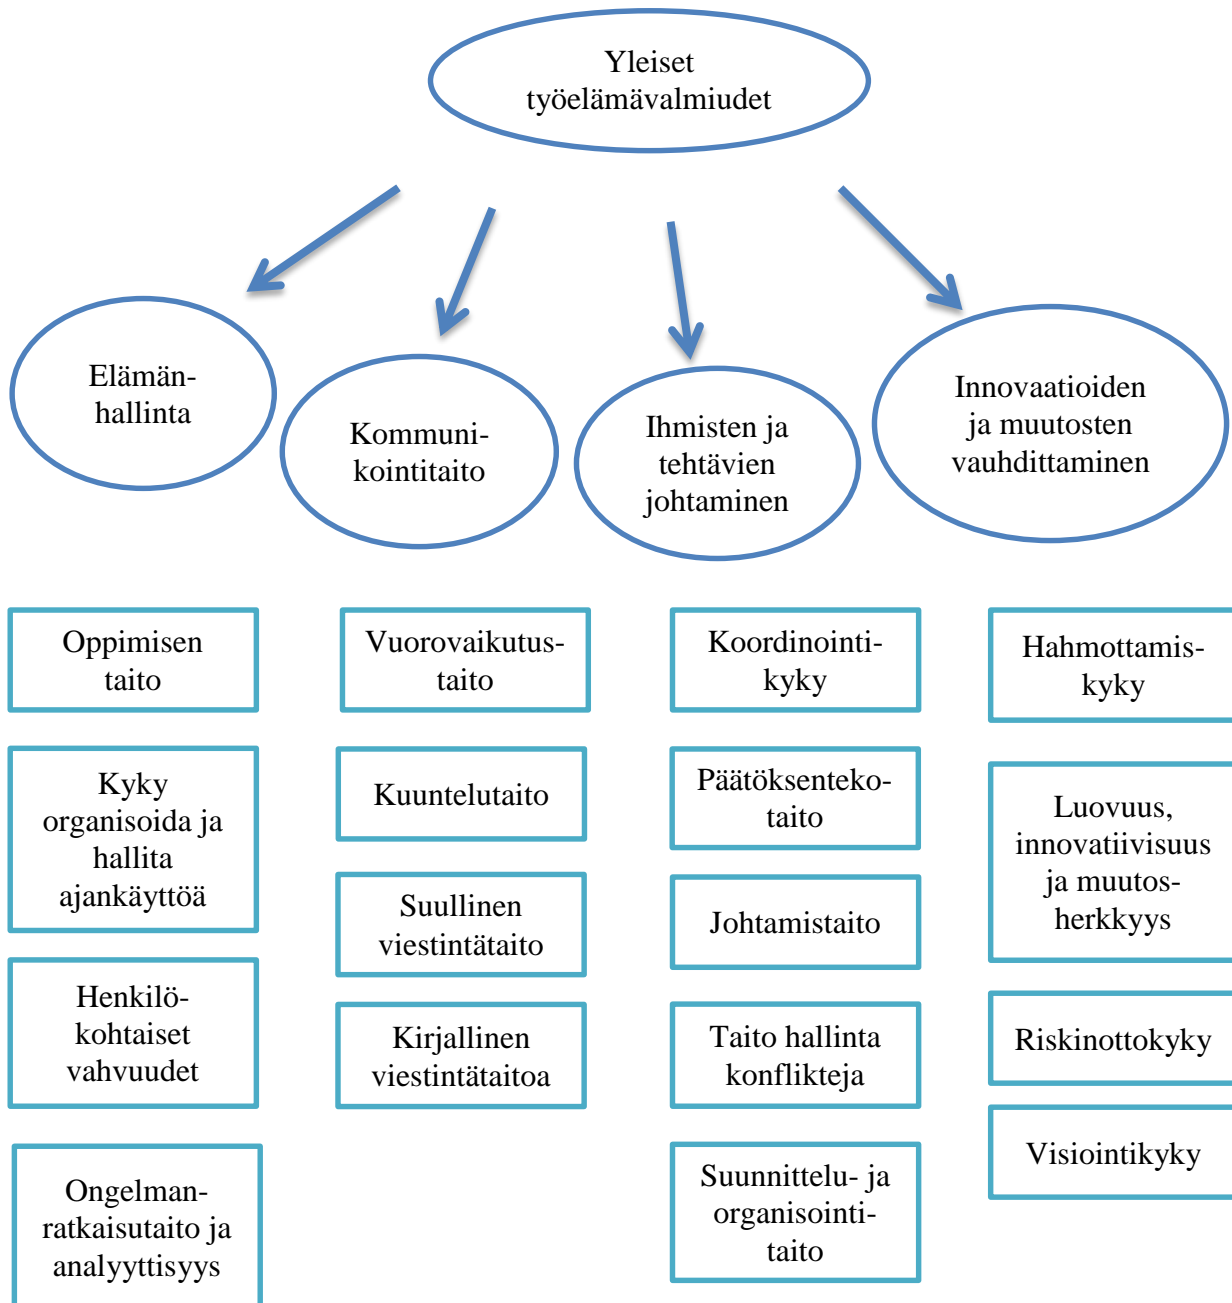 Yleiset
työelämävalmiudet
Elämän-
hallinta
Kommuni-
kointitaito
Ihmisten ja
tehtävien
johtaminen
Innovaatioiden
ja muutosten
vauhdittaminen
Oppimisen
taito
Vuorovaikutus-
taito
Koordinointi-
kyky
Hahmottamis-
kyky
Kyky
organisoida ja
hallita
ajankäyttöä
Kuuntelutaito
Päätöksenteko-
taito
Luovuus,
innovatiivisuus
ja muutos-
herkkyys
Suullinen
viestintätaito
Johtamistaito
Henkilö-
kohtaiset
vahvuudet
Kirjallinen
viestintätaitoa
Taito hallinta
konflikteja
Riskinottokyky
Visiointikyky
Ongelman-
ratkaisutaito ja
analyyttisyys
Suunnittelu- ja
organisointi-
taito